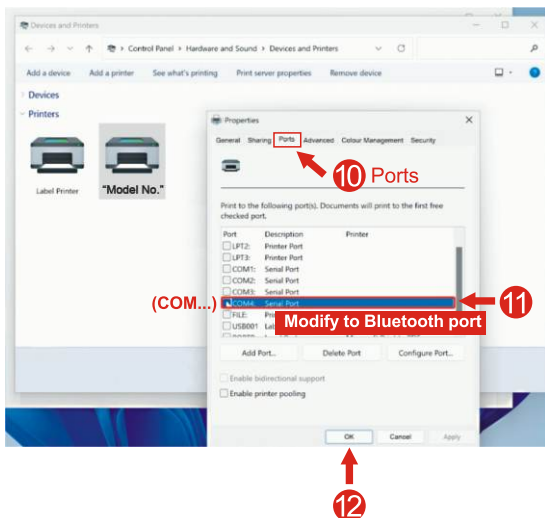 Devices and Printers
Control Panel > Hardware and Sound > Devices and Printers
Add a device Add a printer See what's printing Print server properties Remove device
Devices
Printers
Label Printer
"Model No."
Properties
General Sharing Ports Advanced Colour Management Security
10 Ports
Print to the following port(s). Documents will print to the first free
checked port.
Port Description Printer
LPT2: Printer Port
LPT3: Printer Port
COM1: Serial Port
COM2: Serial Port
COM3: Serial Port
(COM...) COM4: Serial Port
11
FILE:
Modify to Bluetooth port
USB001
Add Port... Delete Port Configure Port...
Enable bidirectional support
Enable printer pooling
OK Cancel Apply
12